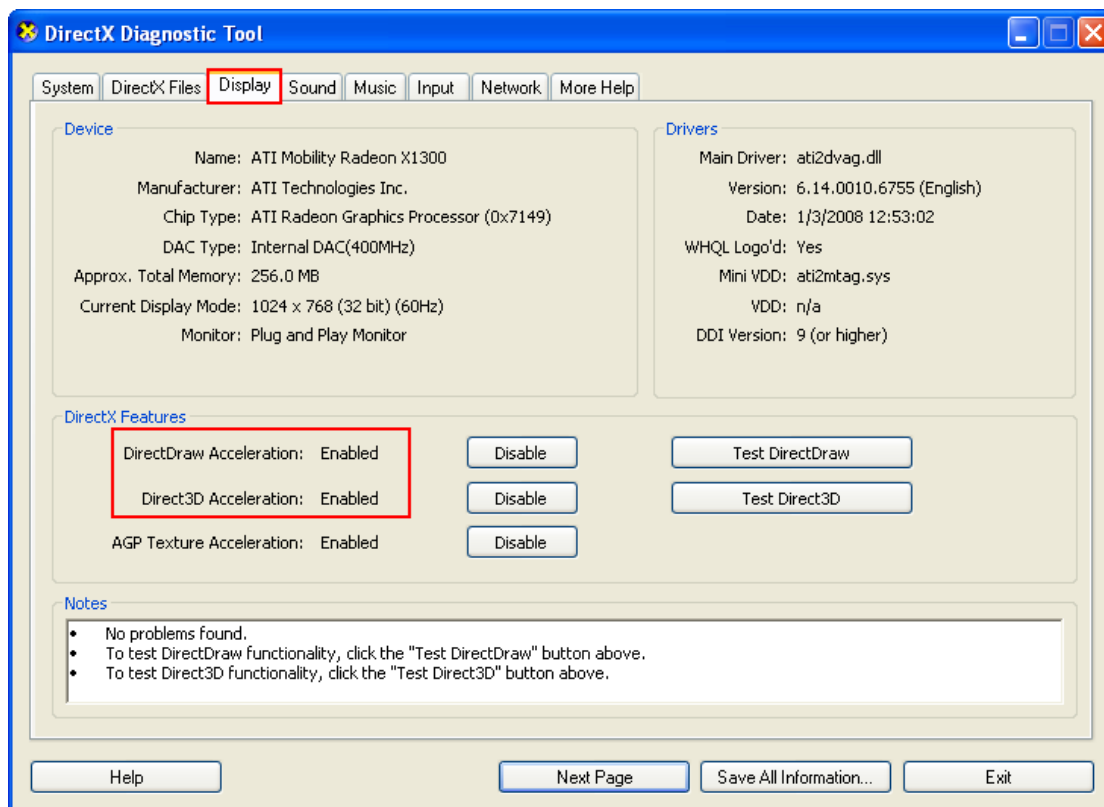 DirectX Diagnostic Tool
System DirectX Files Display Sound Music Input Network More Help
Device
Name: ATI Mobility Radeon X1300
Manufacturer: ATI Technologies Inc.
Chip Type: ATI Radeon Graphics Processor (0x7149)
DAC Type: Internal DAC(400MHz)
Approx. Total Memory: 256.0 MB
Current Display Mode: 1024 x 768 (32 bit) (60Hz)
Monitor: Plug and Play Monitor
Drivers
Main Driver: ati2dvag.dll
Version: 6.14.0010.6755 (English)
Date: 1/3/2008 12:53:02
WHQL Logo'd: Yes
Mini VDD: ati2mtag.sys
VDD: n/a
DDI Version: 9 (or higher)
DirectX Features
DirectDraw Acceleration: Enabled Disable Test DirectDraw
Direct3D Acceleration: Enabled Disable Test Direct3D
AGP Texture Acceleration: Enabled Disable
Notes
• No problems found.
• To test DirectDraw functionality, click the "Test DirectDraw" button above.
• To test Direct3D functionality, click the "Test Direct3D" button above.
Help Next Page Save All Information... Exit